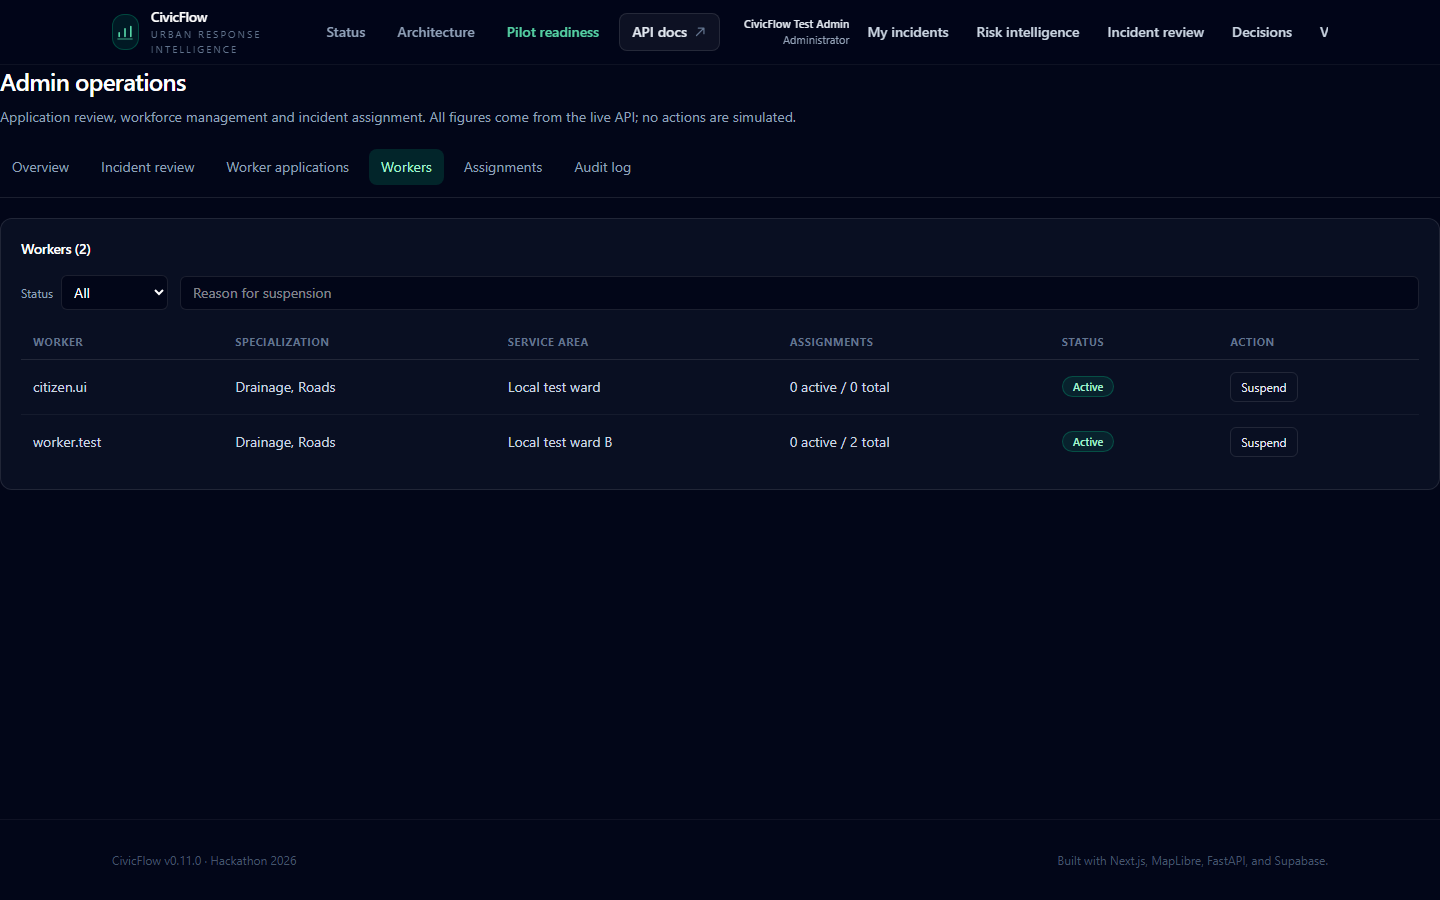 CivicFlow
URBAN RESPONSE
INTELLIGENCE
Status
Architecture
Pilot readiness
API docs ↗
CivicFlow Test Admin
Administrator
My incidents
Risk intelligence
Incident review
Decisions
Admin operations
Application review, workforce management and incident assignment. All figures come from the live API; no actions are simulated.
Overview
Incident review
Worker applications
Workers
Assignments
Audit log
Workers (2)
Status
All
Reason for suspension
WORKER SPECIALIZATION SERVICE AREA ASSIGNMENTS STATUS ACTION
citizen.ui Drainage, Roads Local test ward 0 active / 0 total Active Suspend
worker.test Drainage, Roads Local test ward B 0 active / 2 total Active Suspend
CivicFlow v0.11.0 · Hackathon 2026
Built with Next.js, MapLibre, FastAPI, and Supabase.